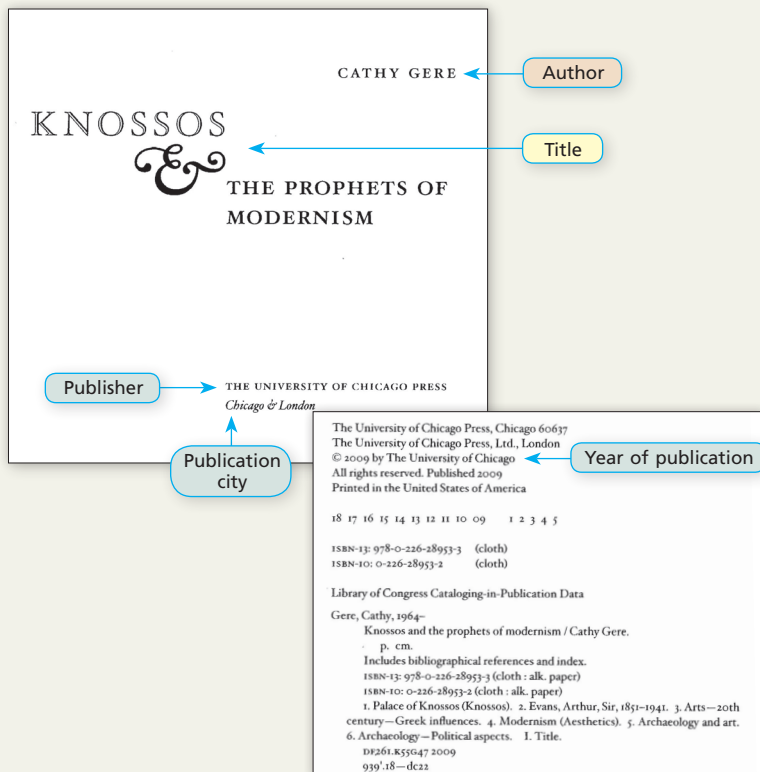 CATHY GERE
Author
KNOSSOS
&
Title
THE PROPHETS OF
MODERNISM
Publisher
THE UNIVERSITY OF CHICAGO PRESS
Chicago & London
Publication
city
The University of Chicago Press, Chicago 60637
The University of Chicago Press, Ltd., London
© 2009 by The University of Chicago
Year of publication
All rights reserved. Published 2009
Printed in the United States of America
18 17 16 15 14 13 12 11 10 09 1 2 3 4 5
ISBN-13: 978-0-226-28953-3 (cloth)
ISBN-10: 0-226-28953-2 (cloth)
Library of Congress Cataloging-in-Publication Data
Gere, Cathy, 1964–
Knossos and the prophets of modernism / Cathy Gere.
p. cm.
Includes bibliographical references and index.
ISBN-13: 978-0-226-28953-3 (cloth : alk. paper)
ISBN-10: 0-226-28953-2 (cloth : alk. paper)
1. Palace of Knossos (Knossos). 2. Evans, Arthur, Sir, 1851–1941. 3. Arts—20th
century—Greek influences. 4. Modernism (Aesthetics). 5. Archaeology and art.
6. Archaeology—Political aspects. I. Title.
DF261.K55G47 2009
939'.18—dc22